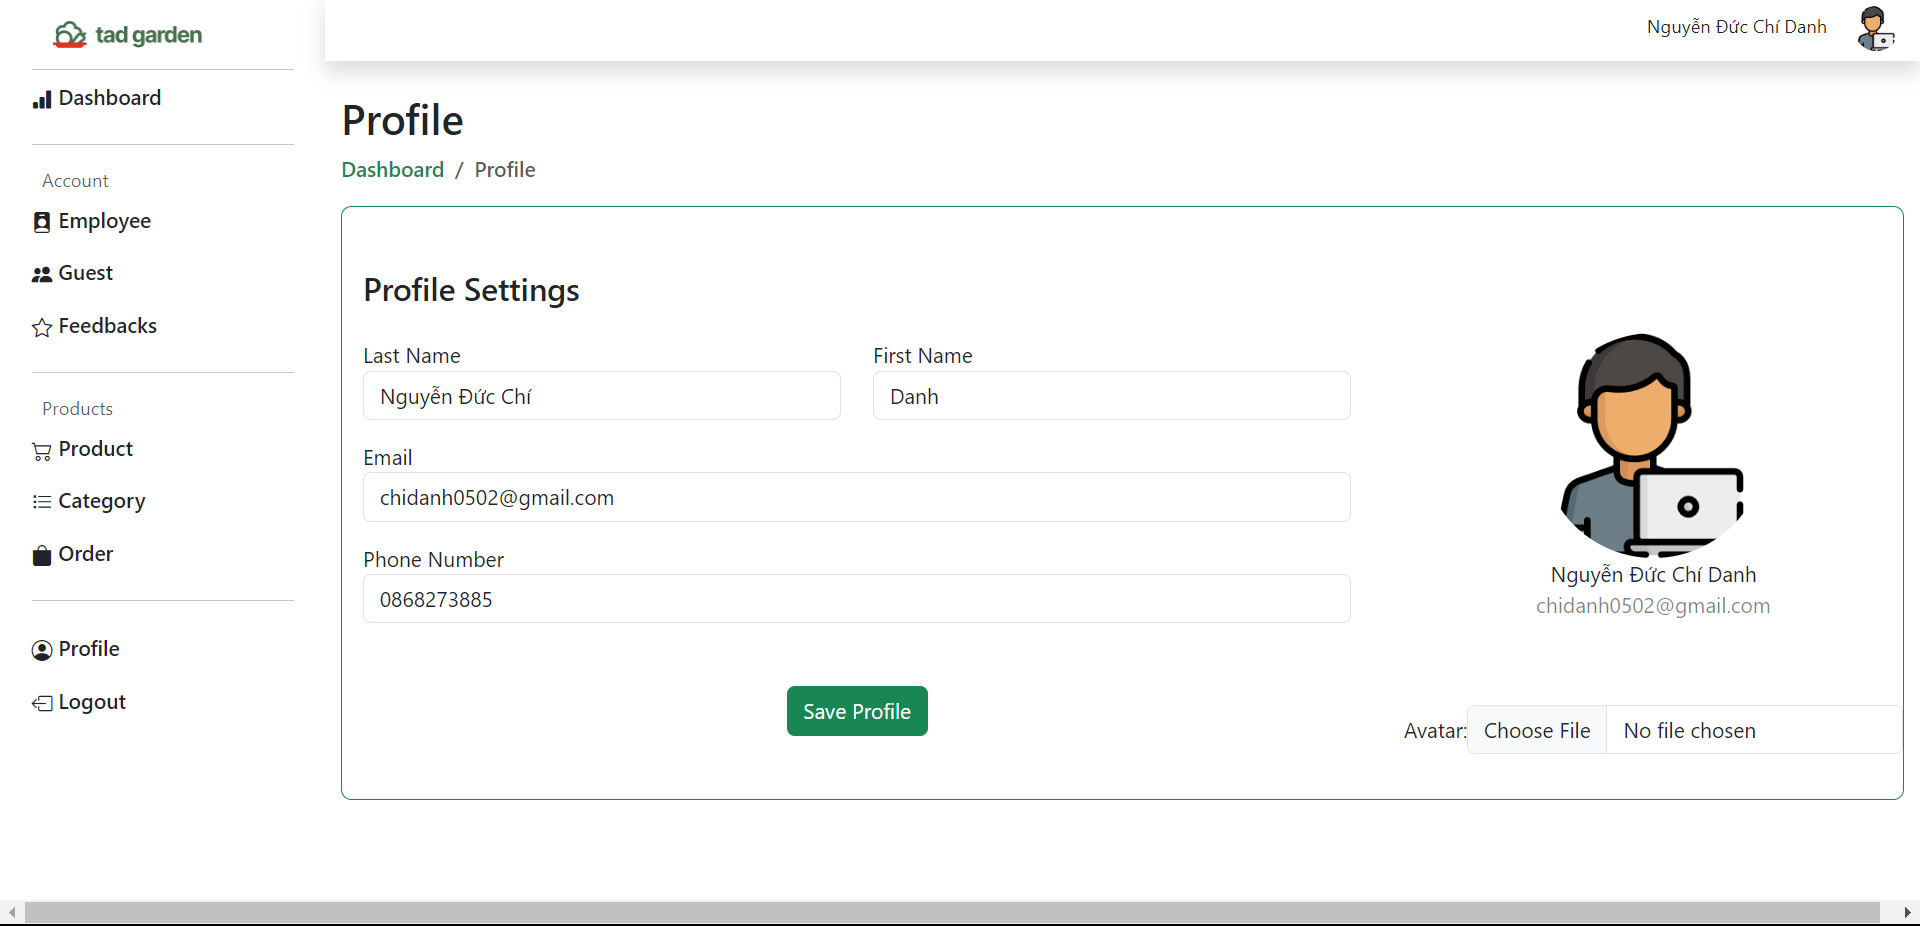 tad garden
Nguyễn Đức Chí Danh
Dashboard
Account
Employee
Guest
Feedbacks
Products
Product
Category
Order
Profile
Logout
Profile
Dashboard / Profile
Profile Settings
Last Name
Nguyễn Đức Chí
First Name
Danh
Email
chidanh0502@gmail.com
Phone Number
0868273885
Save Profile
Nguyễn Đức Chí Danh
chidanh0502@gmail.com
Avatar: Choose File No file chosen